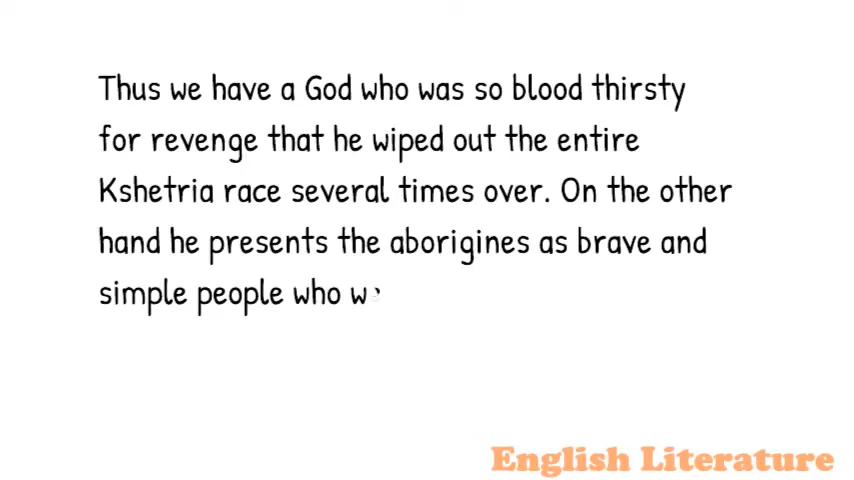 Thus we have a God who was so blood thirsty
for revenge that he wiped out the entire
Kshetria race several times over. On the other
hand he presents the aborigines as brave and
simple people who
English Literature